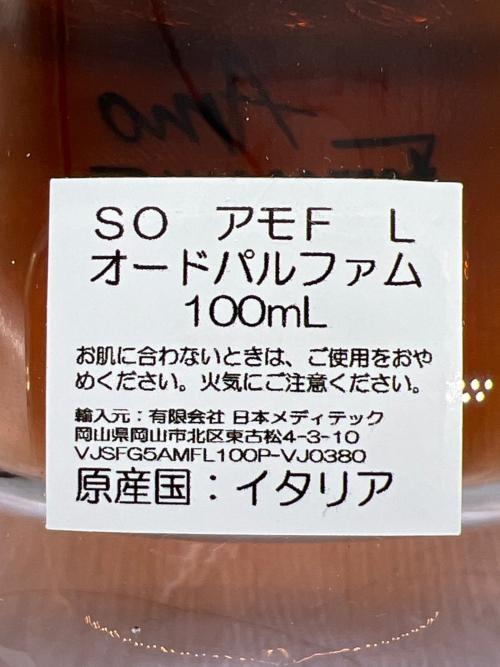 SO アモF L
オードパルファム
100mL
お肌に合わないときは、ご使用をおや
めください。火気にご注意ください。
輸入元：有限会社 日本メディテック
岡山県岡山市北区東古松4-3-10
VJSFG5AMFL100P-VJ0380
原産国：イタリア